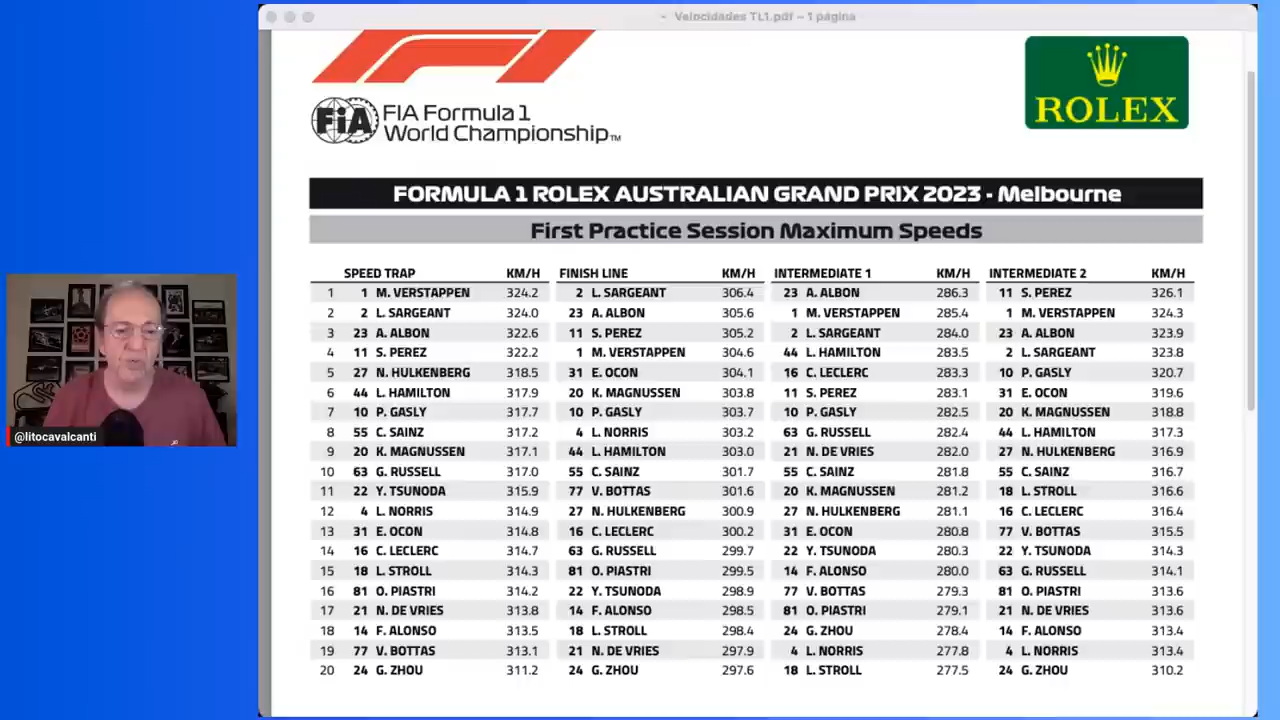 Velocidades TL1.pdf – 1 página
FIA
FIA Formula 1
World Championship™
ROLEX
FORMULA 1 ROLEX AUSTRALIAN GRAND PRIX 2023 - Melbourne
First Practice Session Maximum Speeds
SPEED TRAP KM/H FINISH LINE KM/H INTERMEDIATE 1 KM/H INTERMEDIATE 2 KM/H
1 1 M. VERSTAPPEN 324.2 2 L. SARGEANT 306.4 23 A. ALBON 286.3 11 S. PEREZ 326.1
2 2 L. SARGEANT 324.0 23 A. ALBON 305.6 1 M. VERSTAPPEN 285.4 1 M. VERSTAPPEN 324.3
3 23 A. ALBON 322.6 11 S. PEREZ 305.2 2 L. SARGEANT 284.0 23 A. ALBON 323.9
4 11 S. PEREZ 322.2 1 M. VERSTAPPEN 304.6 44 L. HAMILTON 283.5 2 L. SARGEANT 323.8
5 27 N. HULKENBERG 318.5 31 E. OCON 304.1 16 C. LECLERC 283.3 10 P. GASLY 320.7
6 44 L. HAMILTON 317.9 20 K. MAGNUSSEN 303.8 11 S. PEREZ 283.1 31 E. OCON 319.6
7 10 P. GASLY 317.7 10 P. GASLY 303.7 10 P. GASLY 282.5 20 K. MAGNUSSEN 318.8
8 55 C. SAINZ 317.2 4 L. NORRIS 303.2 63 G. RUSSELL 282.4 44 L. HAMILTON 317.3
9 20 K. MAGNUSSEN 317.1 44 L. HAMILTON 303.0 21 N. DE VRIES 282.0 27 N. HULKENBERG 316.9
10 63 G. RUSSELL 317.0 55 C. SAINZ 301.7 55 C. SAINZ 281.8 55 C. SAINZ 316.7
11 22 Y. TSUNODA 315.9 77 V. BOTTAS 301.6 20 K. MAGNUSSEN 281.2 18 L. STROLL 316.6
12 4 L. NORRIS 314.9 27 N. HULKENBERG 300.9 27 N. HULKENBERG 281.1 16 C. LECLERC 316.4
13 31 E. OCON 314.8 16 C. LECLERC 300.2 31 E. OCON 280.8 77 V. BOTTAS 315.5
14 16 C. LECLERC 314.7 63 G. RUSSELL 299.7 22 Y. TSUNODA 280.3 22 Y. TSUNODA 314.3
15 18 L. STROLL 314.3 81 O. PIASTRI 299.5 14 F. ALONSO 280.0 63 G. RUSSELL 314.1
16 81 O. PIASTRI 314.2 22 Y. TSUNODA 298.9 77 V. BOTTAS 279.3 81 O. PIASTRI 313.6
17 21 N. DE VRIES 313.8 14 F. ALONSO 298.5 81 O. PIASTRI 279.1 21 N. DE VRIES 313.6
18 14 F. ALONSO 313.5 18 L. STROLL 298.4 24 G. ZHOU 278.4 14 F. ALONSO 313.4
19 77 V. BOTTAS 313.1 21 N. DE VRIES 297.9 4 L. NORRIS 277.8 4 L. NORRIS 313.4
20 24 G. ZHOU 311.2 24 G. ZHOU 297.6 18 L. STROLL 277.5 24 G. ZHOU 310.2
@litocavalcanti